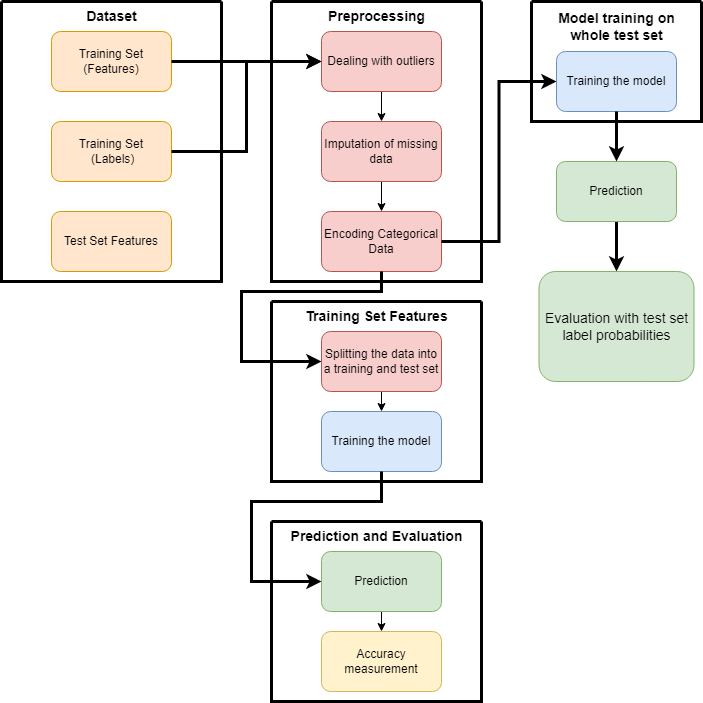 Dataset
Training Set
(Features)
Training Set
(Labels)
Test Set Features
Preprocessing
Dealing with outliers
Imputation of missing
data
Encoding Categorical
Data
Training Set Features
Splitting the data into
a training and test set
Training the model
Prediction and Evaluation
Prediction
Accuracy
measurement
Model training on
whole test set
Training the model
Prediction
Evaluation with test set
label probabilities